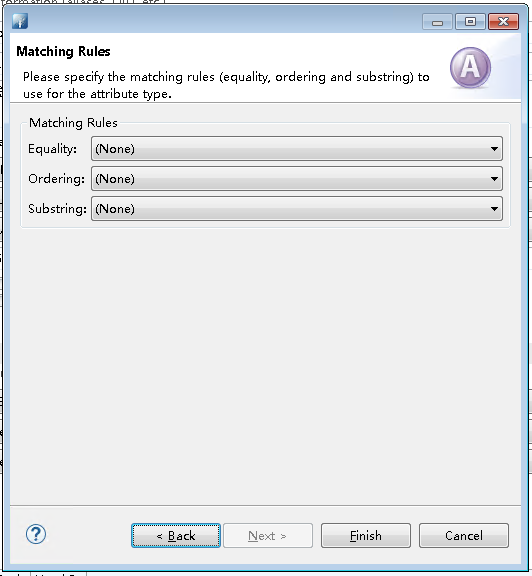 Matching Rules
Please specify the matching rules (equality, ordering and substring) to
use for the attribute type.
A
Matching Rules
Equality: (None)
Ordering: (None)
Substring: (None)
? < Back Next > Finish Cancel